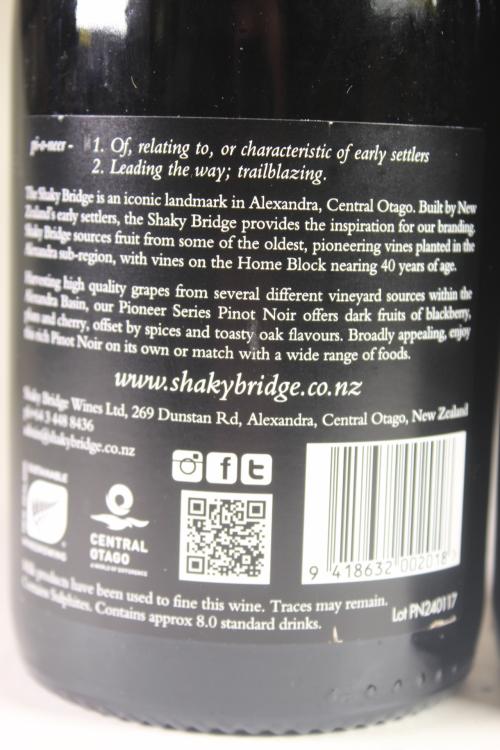 pi-o-neer - 1. Of, relating to, or characteristic of early settlers
2. Leading the way; trailblazing.
The Shaky Bridge is an iconic landmark in Alexandra, Central Otago. Built by New
Zealand's early settlers, the Shaky Bridge provides the inspiration for our branding.
Shaky Bridge sources fruit from some of the oldest, pioneering vines planted in the
Alexandra sub-region, with vines on the Home Block nearing 40 years of age.
Harvesting high quality grapes from several different vineyard sources within the
Alexandra Basin, our Pioneer Series Pinot Noir offers dark fruits of blackberry,
plum and cherry, offset by spices and toasty oak flavours. Broadly appealing, enjoy
this rich Pinot Noir on its own or match with a wide range of foods.
www.shakybridge.co.nz
Shaky Bridge Wines Ltd, 269 Dunstan Rd, Alexandra, Central Otago, New Zealand
3 448 8436
@shakybridge.co.nz
SUSTAINABLE
WINEGROWING
CENTRAL
OTAGO
A WORLD OF DIFFERENCE
9 418632 002018
Milk products have been used to fine this wine. Traces may remain.
Contains Sulphites. Contains approx 8.0 standard drinks.
Lot PN240117